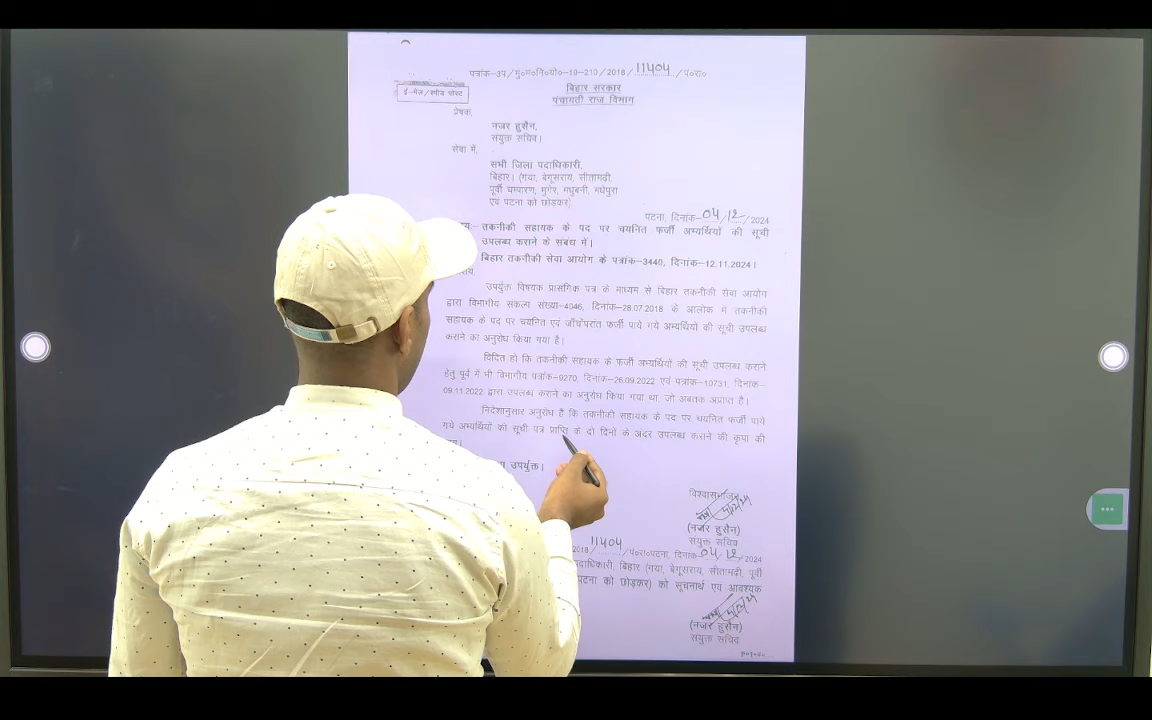 पत्रांक-3प/मु०मं०नि०यो०-19-210/2018/11404/पं०रा०
बिहार सरकार
ई-मेल/स्पीड पोस्ट
पंचायती राज विभाग
प्रेषक,
नजर हुसैन,
संयुक्त सचिव।
सेवा में,
सभी जिला पदाधिकारी,
बिहार। (गया, बेगूसराय, सीतामढ़ी,
पूर्वी चम्पारण, मुंगेर, मधुबनी, मधेपुरा
एवं पटना को छोड़कर)
पटना, दिनांक-04/12/2024
तकनीकी सहायक के पद पर चयनित फर्जी अभ्यर्थियों की सूची
उपलब्ध कराने के संबंध में।
बिहार तकनीकी सेवा आयोग के पत्रांक-3440, दिनांक-12.11.2024।
उपर्युक्त विषयक प्रासंगिक पत्र के माध्यम से बिहार तकनीकी सेवा आयोग
द्वारा विभागीय संकल्प संख्या-4046, दिनांक-28.07.2018 के आलोक में तकनीकी
सहायक के पद पर चयनित एवं जाँचोपरांत फर्जी पाये गये अभ्यर्थियों की सूची उपलब्ध
कराने का अनुरोध किया गया है।
विदित हो कि तकनीकी सहायक के फर्जी अभ्यर्थियों की सूची उपलब्ध कराने
हेतु पूर्व में भी विभागीय पत्रांक-9270, दिनांक-26.09.2022 एवं पत्रांक-10731, दिनांक-
09.11.2022 द्वारा उपलब्ध कराने का अनुरोध किया गया था, जो अबतक अप्राप्त है।
निदेशानुसार अनुरोध है कि तकनीकी सहायक के पद पर चयनित फर्जी पाये
गये अभ्यर्थियों की सूची पत्र प्राप्ति के दो दिनों के अंदर उपलब्ध कराने की कृपा की
उपर्युक्त।
विश्वासभाजन
(नजर हुसैन)
संयुक्त सचिव
2018/11404/पं०रा०पटना, दिनांक-04/12/2024
पदाधिकारी, बिहार (गया, बेगूसराय, सीतामढ़ी, पूर्वी
पटना को छोड़कर) को सूचनार्थ एवं आवश्यक
(नजर हुसैन)
संयुक्त सचिव